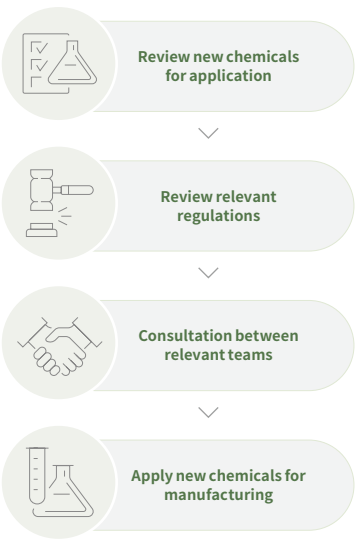 Review new chemicals
for application
Review relevant
regulations
Consultation between
relevant teams
Apply new chemicals for
manufacturing